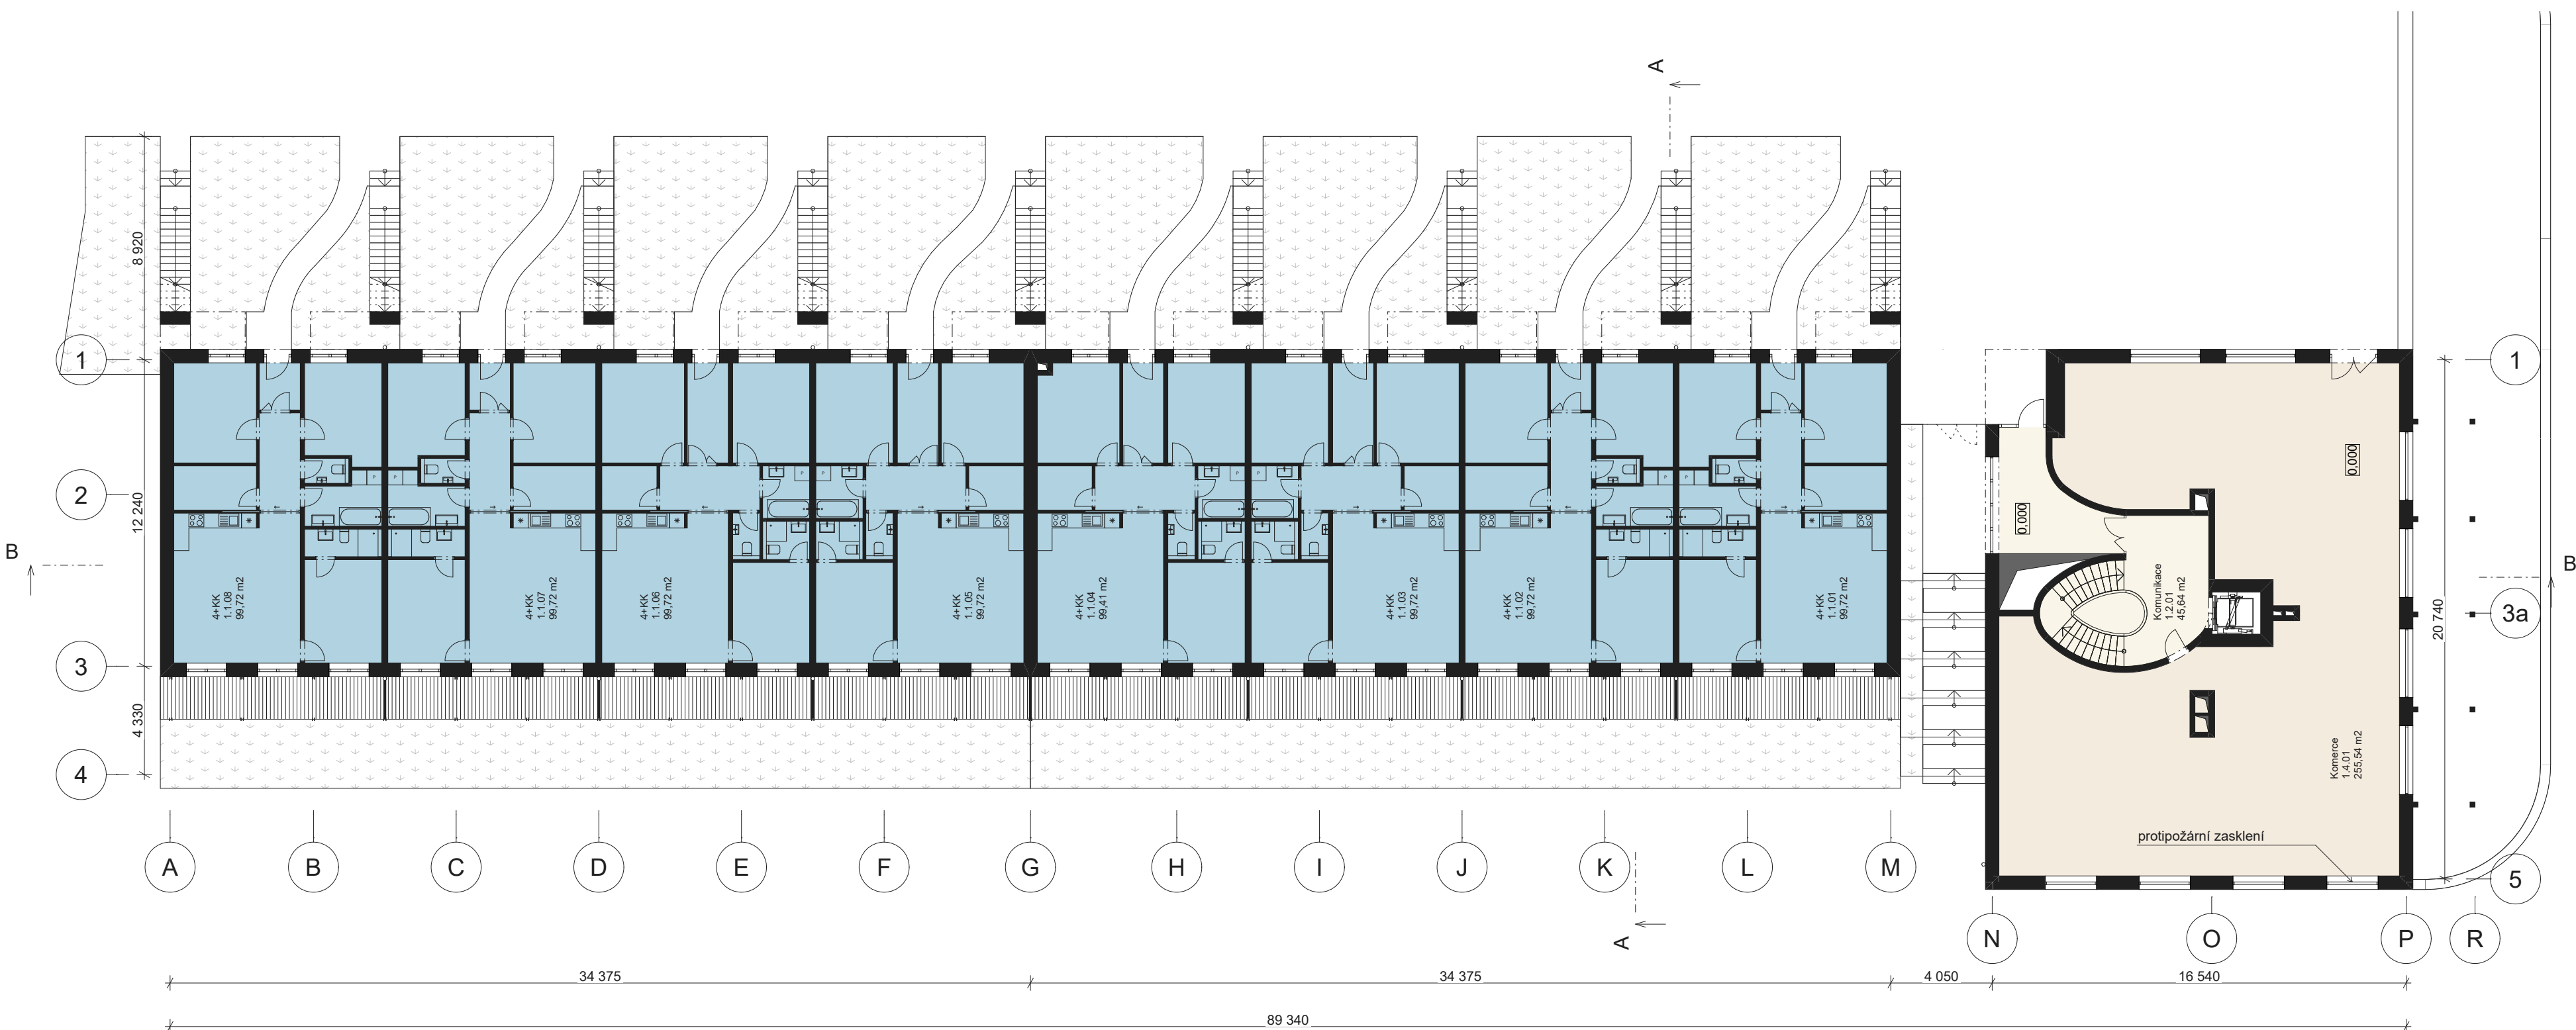 A
8 920
1
1
0,000
0,000
2
12 240
B
B
4+KK
1.1.08
99,72 m2
4+KK
1.1.07
99,72 m2
4+KK
1.1.06
99,72 m2
4+KK
1.1.05
99,72 m2
4+KK
1.1.04
99,41 m2
4+KK
1.1.03
99,72 m2
4+KK
1.1.02
99,72 m2
4+KK
1.1.01
99,72 m2
Komunikace
1.2.01
45,64 m2
20 740
3a
3
4 330
4
Komerce
1.4.01
255,54 m2
protipožární zasklení
A
B
C
D
E
F
G
H
I
J
K
L
M
5
A
N
O
P
R
34 375
34 375
4 050
16 540
89 340